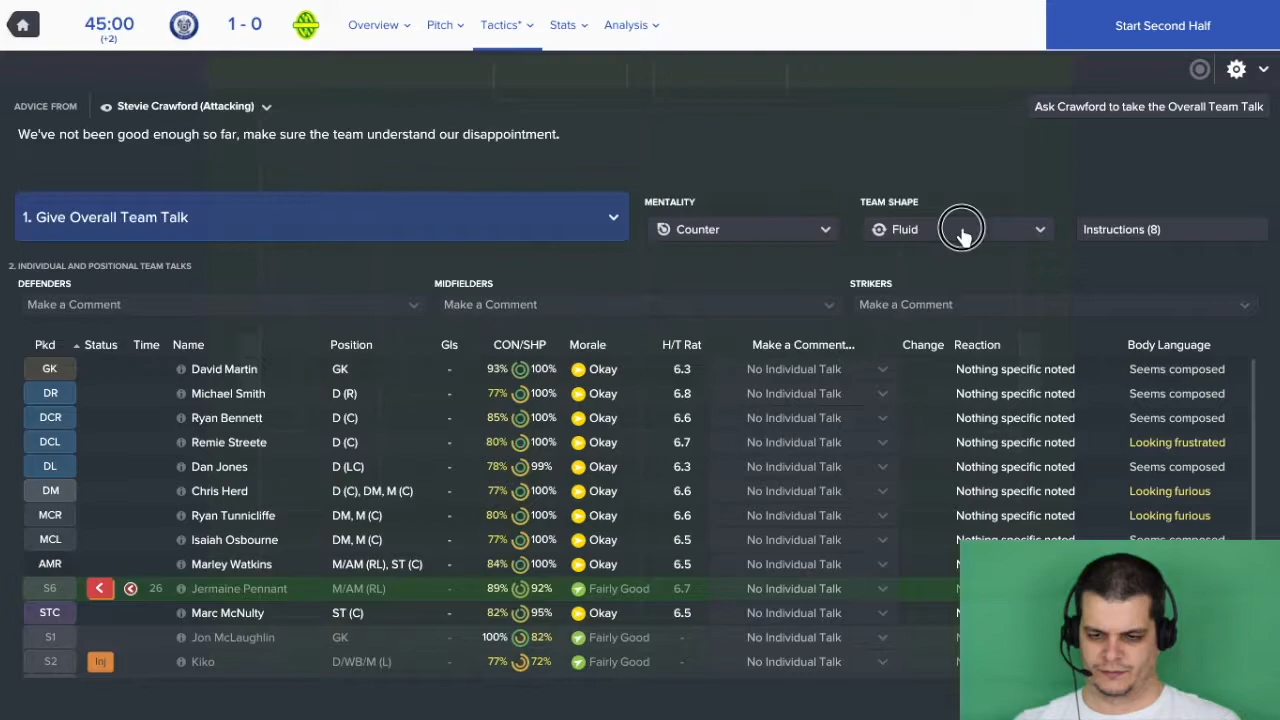 45:00
(+2)
1 - 0
Overview
Pitch
Tactics*
Stats
Analysis
Start Second Half
ADVICE FROM
Stevie Crawford (Attacking)
Ask Crawford to take the Overall Team Talk
We've not been good enough so far, make sure the team understand our disappointment.
1. Give Overall Team Talk
MENTALITY
Counter
TEAM SHAPE
Fluid
Instructions (8)
2. INDIVIDUAL AND POSITIONAL TEAM TALKS
DEFENDERS
Make a Comment
MIDFIELDERS
Make a Comment
STRIKERS
Make a Comment
Pkd Status Time Name Position Gls CON/SHP Morale H/T Rat Make a Comment... Change Reaction Body Language
GK David Martin GK - 93% 100% Okay 6.3 No Individual Talk Nothing specific noted Seems composed
DR Michael Smith D (R) - 77% 100% Okay 6.8 No Individual Talk Nothing specific noted Seems composed
DCR Ryan Bennett D (C) - 85% 100% Okay 6.6 No Individual Talk Nothing specific noted Seems composed
DCL Remie Streete D (C) - 80% 100% Okay 6.7 No Individual Talk Nothing specific noted Looking frustrated
DL Dan Jones D (LC) - 78% 99% Okay 6.3 No Individual Talk Nothing specific noted Seems composed
DM Chris Herd D (C), DM, M (C) - 77% 100% Okay 6.6 No Individual Talk Nothing specific noted Looking furious
MCR Ryan Tunnicliffe DM, M (C) - 80% 100% Okay 6.6 No Individual Talk Nothing specific noted Looking furious
MCL Isaiah Osbourne DM, M (C) - 77% 100% Okay 6.5 No Individual Talk Nothing specific noted Seems composed
AMR Marley Watkins M/AM (RL), ST (C) - 84% 100% Okay 6.5 No Individual Talk
S6 26 Jermaine Pennant M/AM (RL) - 89% 92% Fairly Good 6.7 No Individual Talk
STC Marc McNulty ST (C) - 82% 95% Okay 6.5 No Individual Talk
S1 Jon McLaughlin GK 100% 82% Fairly Good - No Individual Talk
S2 Inj Kiko D/WB/M (L) 77% 72% Fairly Good - No Individual Talk